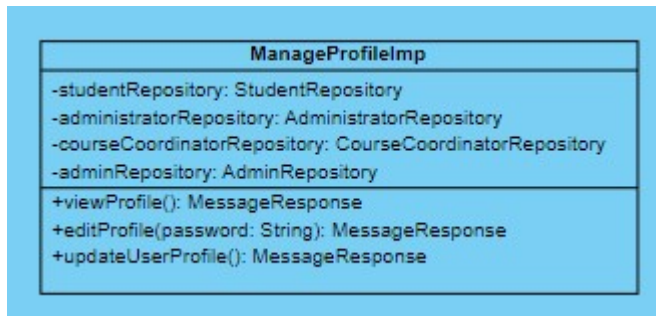 ManageProfileImp
-studentRepository: StudentRepository
-administratorRepository: AdministratorRepository
-courseCoordinatorRepository: CourseCoordinatorRepository
-adminRepository: AdminRepository
+viewProfile(): MessageResponse
+editProfile(password: String): MessageResponse
+updateUserProfile(): MessageResponse